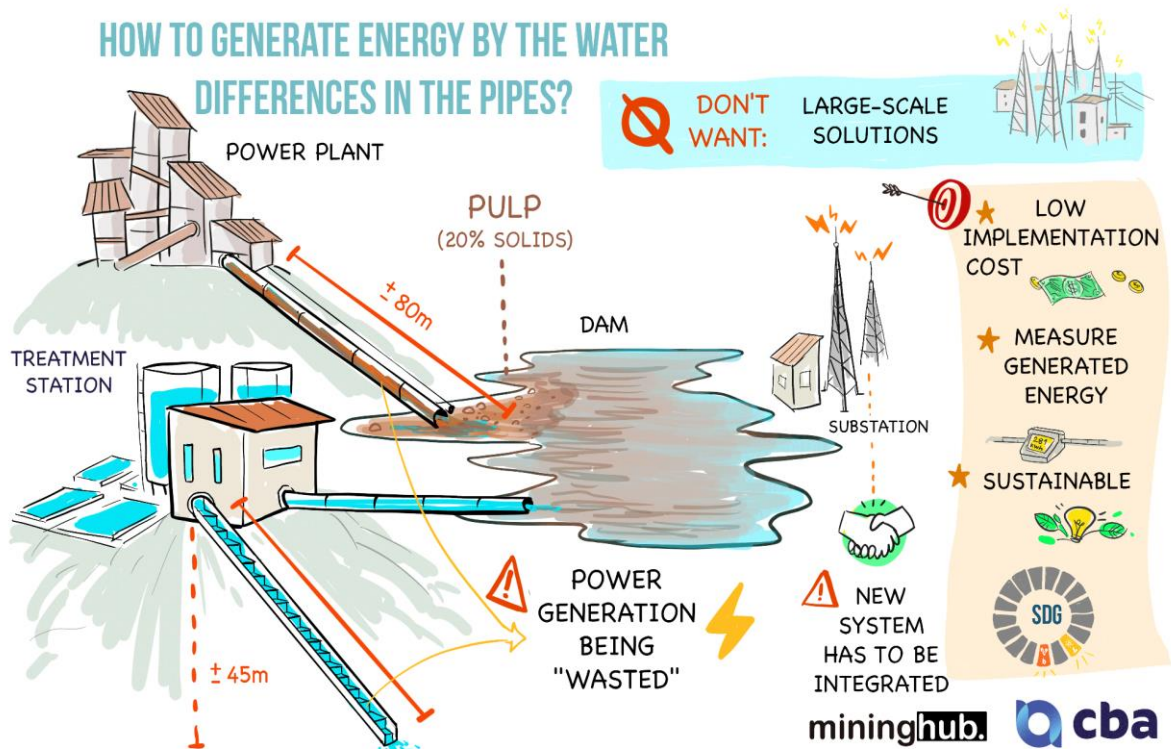 HOW TO GENERATE ENERGY BY THE WATER
DIFFERENCES IN THE PIPES?
DON'T
WANT:
LARGE-SCALE
SOLUTIONS
POWER PLANT
PULP
(20% SOLIDS)
± 80m
DAM
TREATMENT
STATION
SUBSTATION
LOW
IMPLEMENTATION
COST
MEASURE
GENERATED
ENERGY
SUSTAINABLE
SDG
POWER
GENERATION
BEING
"WASTED"
± 45m
NEW
SYSTEM
HAS TO BE
INTEGRATED
mininghub.
cba